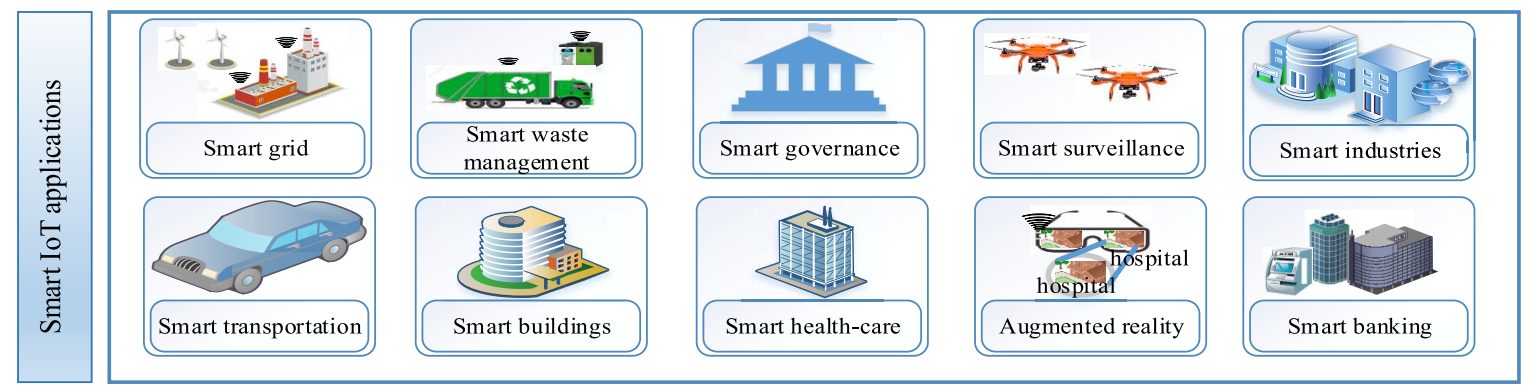 Smart IoT applications
Smart grid
Smart waste
management
Smart governance
Smart surveillance
Smart industries
Smart transportation
Smart buildings
Smart health-care
hospital
hospital
Augmented reality
ATM
Smart banking